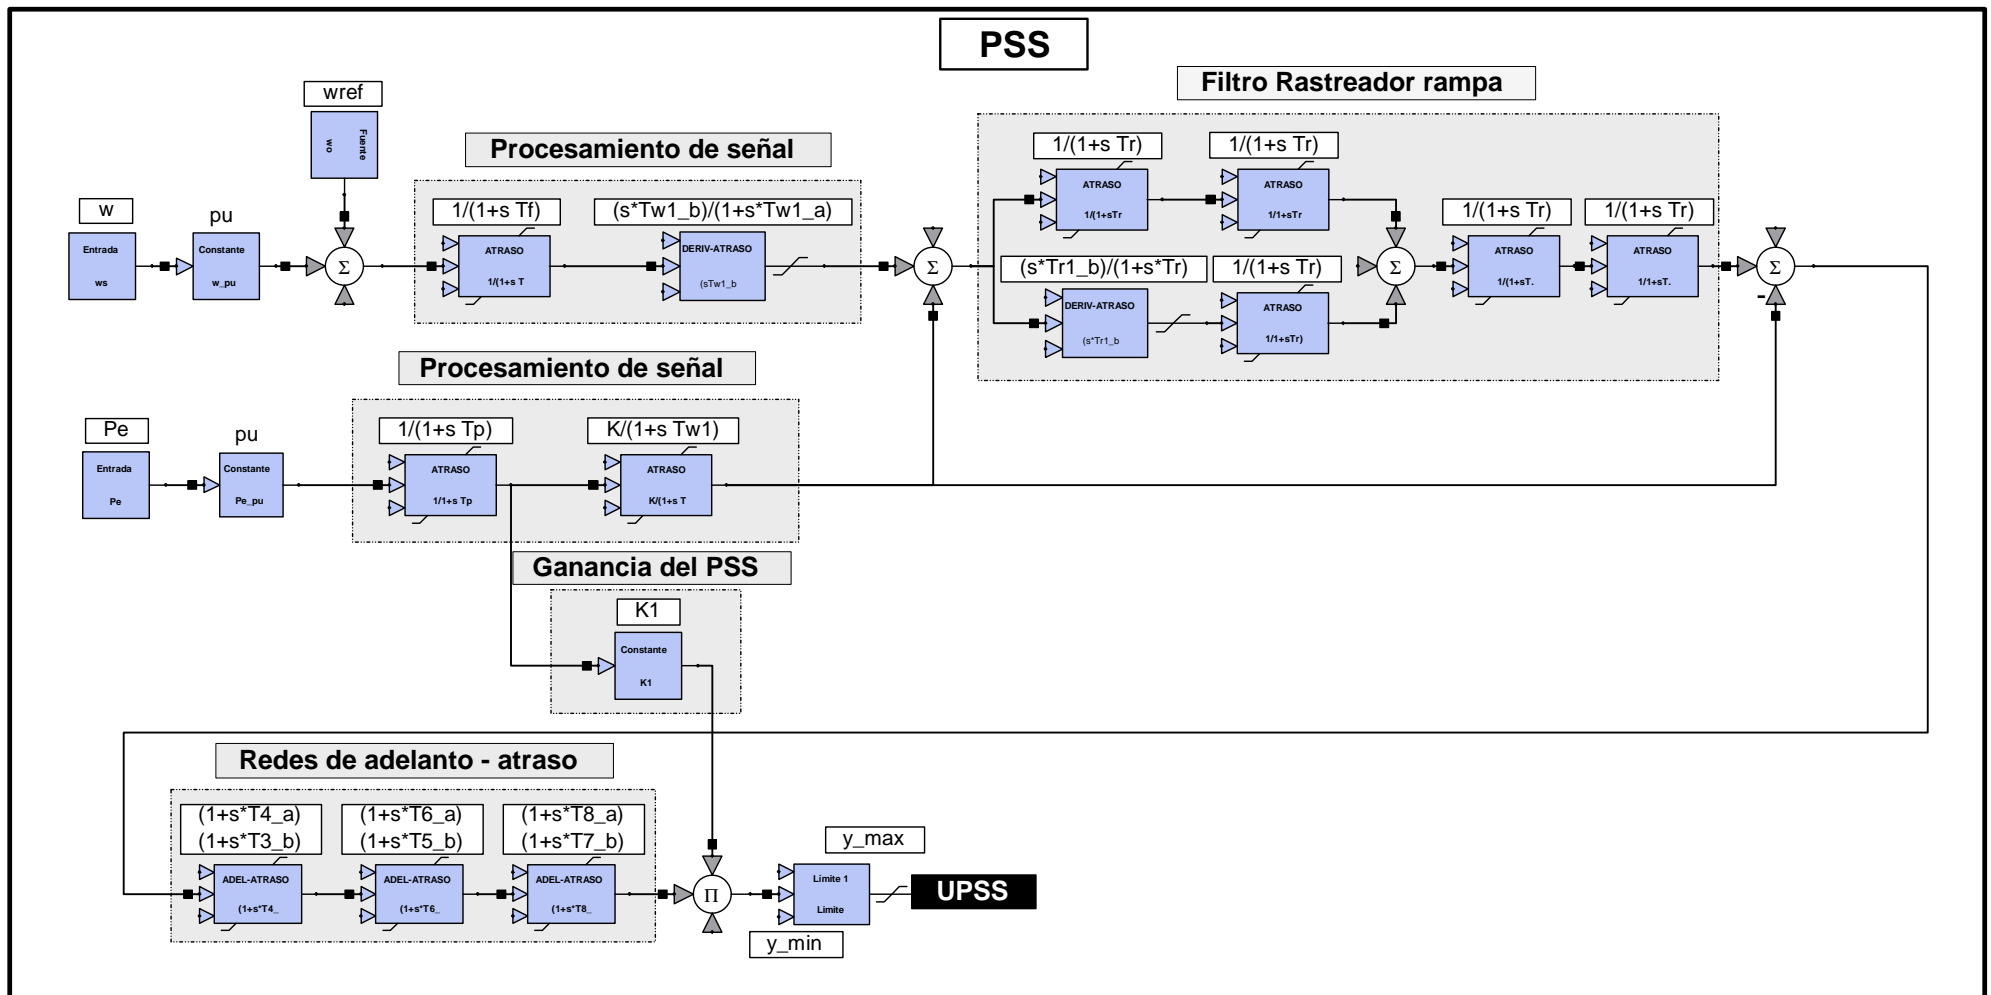 PSS
Filtro Rastreador rampa
wref
Fuente
wo
Procesamiento de señal
1/(1+s Tr)
1/(1+s Tr)
ATRASO
1/(1+sTr
ATRASO
1/1+sTr
w
pu
1/(1+s Tf)
(s*Tw1_b)/(1+s*Tw1_a)
1/(1+s Tr)
1/(1+s Tr)
Entrada
ws
Constante
w_pu
Σ
ATRASO
1/(1+s T
DERIV-ATRASO
(sTw1_b
Σ
(s*Tr1_b)/(1+s*Tr)
1/(1+s Tr)
Σ
ATRASO
1/(1+sT.
ATRASO
1/1+sT.
Σ
-
DERIV-ATRASO
(s*Tr1_b
ATRASO
1/1+sTr)
Procesamiento de señal
Pe
pu
1/(1+s Tp)
K/(1+s Tw1)
Entrada
Pe
Constante
Pe_pu
ATRASO
1/1+s Tp
ATRASO
K/(1+s T
Ganancia del PSS
K1
Constante
K1
Redes de adelanto - atraso
(1+s*T4_a)
(1+s*T3_b)
(1+s*T6_a)
(1+s*T5_b)
(1+s*T8_a)
(1+s*T7_b)
y_max
ADEL-ATRASO
(1+s*T4_
ADEL-ATRASO
(1+s*T6_
ADEL-ATRASO
(1+s*T8_
Π
Limite 1
Limite
UPSS
y_min